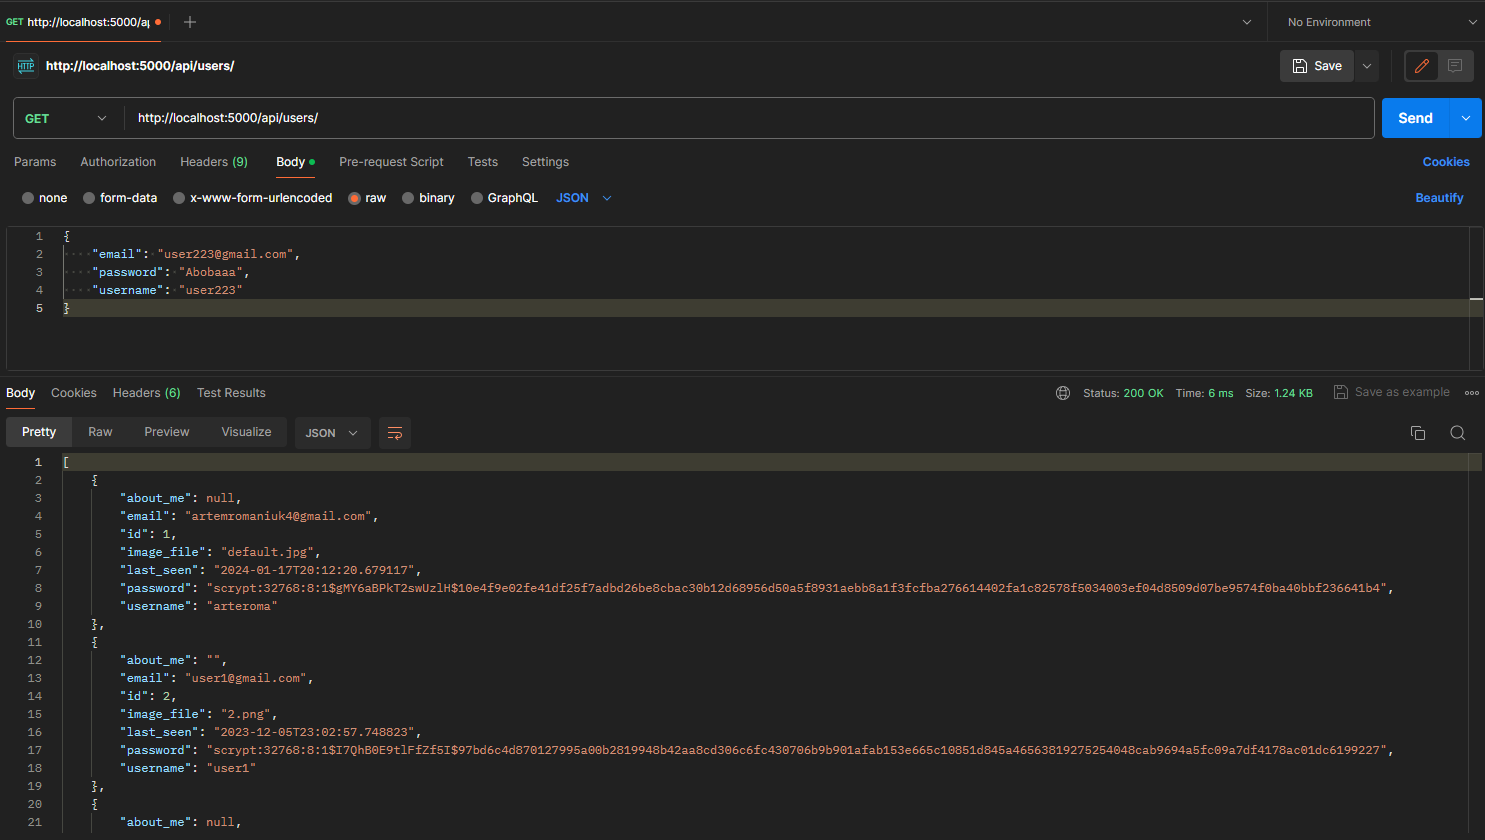 GET http://localhost:5000/a
No Environment
HTTP http://localhost:5000/api/users/
Save
GET http://localhost:5000/api/users/
Send
Params Authorization Headers (9) Body Pre-request Script Tests Settings Cookies
none form-data x-www-form-urlencoded raw binary GraphQL JSON Beautify
1 {
2 "email": "user223@gmail.com",
3 "password": "Abobaaa",
4 "username": "user223"
5 }
Body Cookies Headers (6) Test Results Status: 200 OK Time: 6 ms Size: 1.24 KB Save as example
Pretty Raw Preview Visualize JSON
1 [
2 {
3 "about_me": null,
4 "email": "artemromaniuk4@gmail.com",
5 "id": 1,
6 "image_file": "default.jpg",
7 "last_seen": "2024-01-17T20:12:20.679117",
8 "password": "scrypt:32768:8:1$gMY6aBPkT2swUzlH$10e4f9e02fe41df25f7adbd26be8cbac30b12d68956d50a5f8931aebb8a1f3fcfba276614402fa1c82578f5034003ef04d8509d07be9574f0ba40bbf236641b4",
9 "username": "arteroma"
10 },
11 {
12 "about_me": "",
13 "email": "user1@gmail.com",
14 "id": 2,
15 "image_file": "2.png",
16 "last_seen": "2023-12-05T23:02:57.748823",
17 "password": "scrypt:32768:8:1$I7QhB0E9tlFfZf5I$97bd6c4d870127995a00b2819948b42aa8cd306c6fc430706b9b901afab153e665c10851d845a46563819275254048cab9694a5fc09a7df4178ac01dc6199227",
18 "username": "user1"
19 },
20 {
21 "about_me": null,